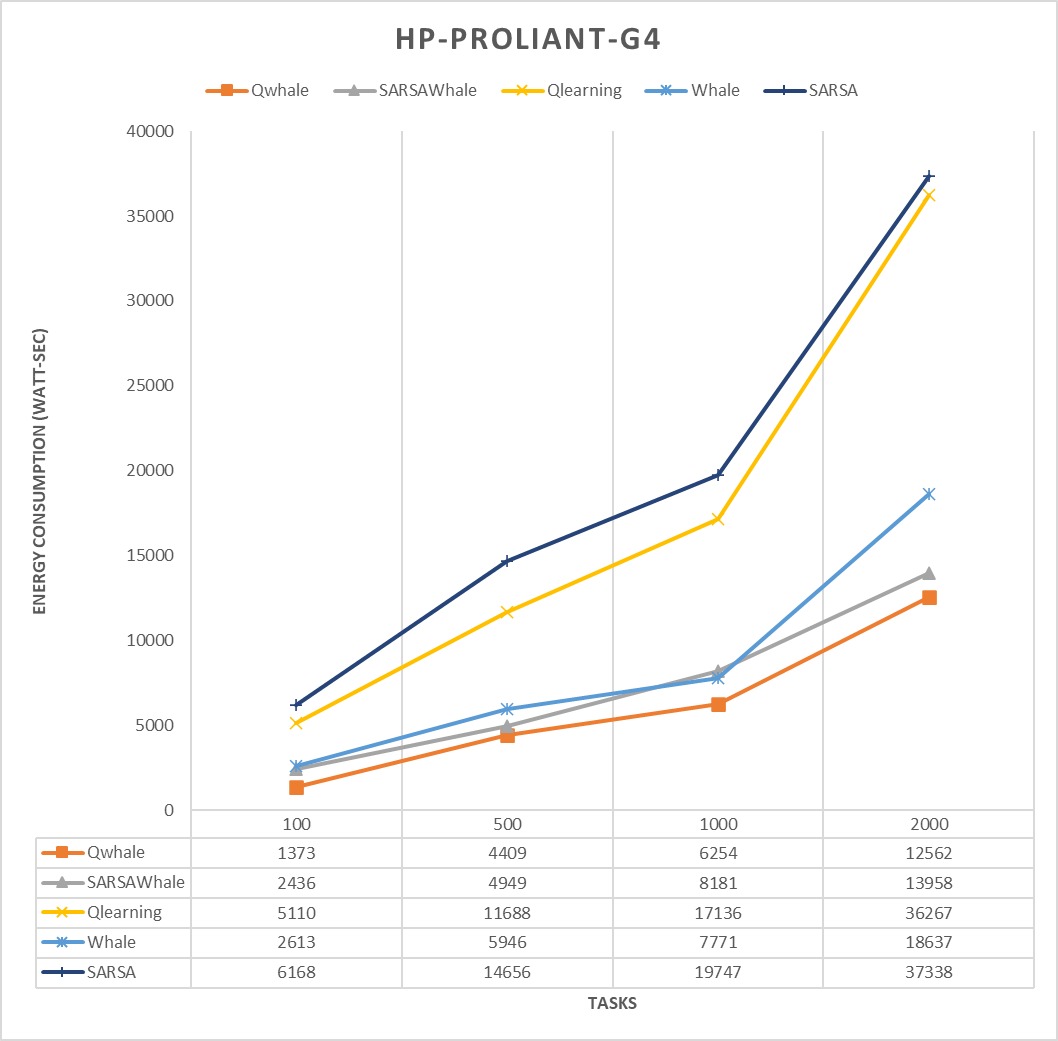 HP-PROLIANT-G4
Qwhale SARSAWhale Qlearning Whale SARSA
40000
35000
30000
25000
20000
15000
10000
5000
0
ENERGY CONSUMPTION (WATT-SEC)
100 500 1000 2000
Qwhale 1373 4409 6254 12562
SARSAWhale 2436 4949 8181 13958
Qlearning 5110 11688 17136 36267
Whale 2613 5946 7771 18637
SARSA 6168 14656 19747 37338
TASKS